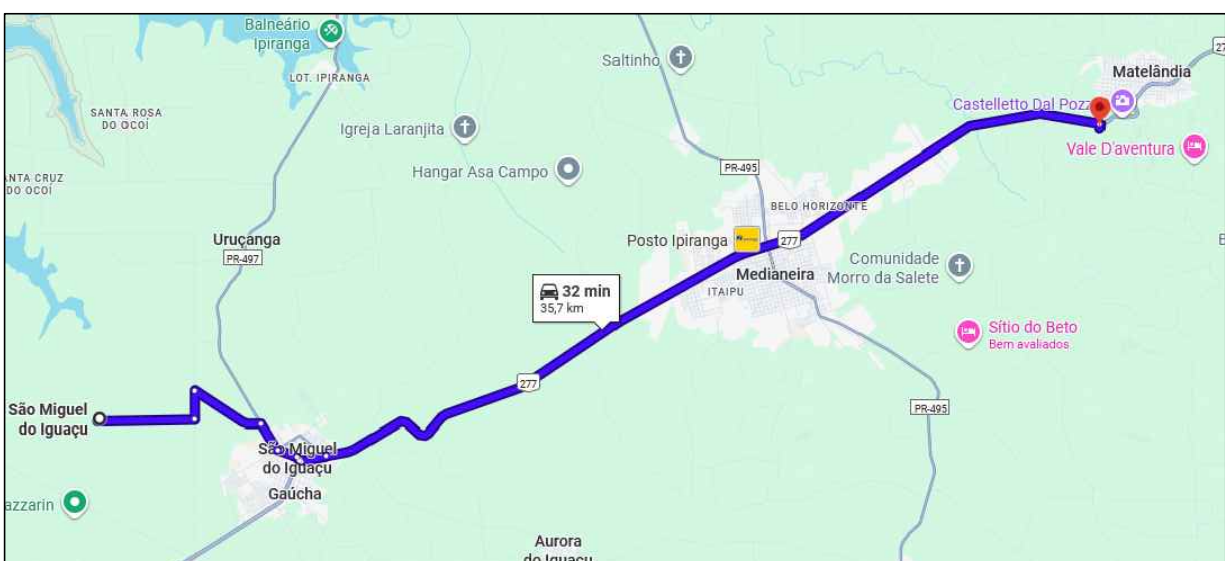 Balneário
Ipiranga
LOT. IPIRANGA
SANTA ROSA
DO OCOÍ
Saltinho
Matelândia
Castelletto Dal Pozz
Igreja Laranjita
Vale D'aventura
Hangar Asa Campo
PR-495
NTA CRUZ
DO OCOÍ
BELO HORIZONTE
Uruçanga
PR-497
Posto Ipiranga
277
Medianeira
Comunidade
Morro da Salete
ITAIPU
32 min
35,7 km
Sítio do Beto
Bem avaliados
277
PR-495
São Miguel
do Iguaçu
São Miguel
do Iguaçu
Gaúcha
azzarin
Aurora
do Iguaçu